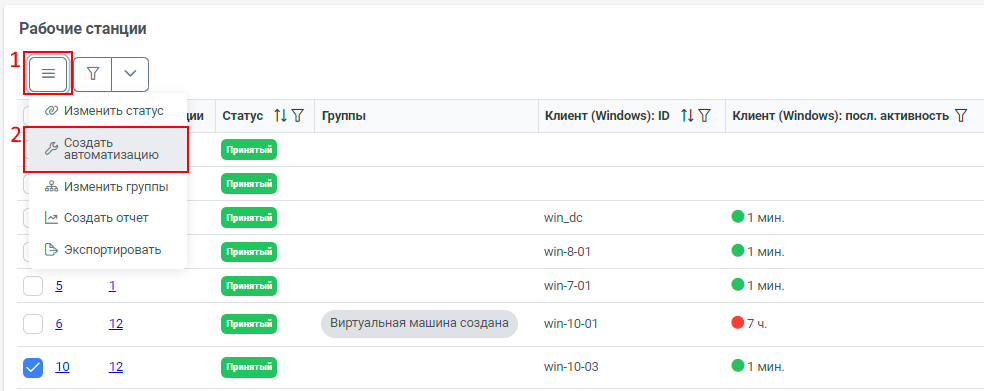 Рабочие станции
1
Изменить статус
ции Статус Группы Клиент (Windows): ID Клиент (Windows): посл. активность
2
Создать
автоматизацию
Принятый
Изменить группы Принятый
Создать отчет Принятый win_dc 1 мин.
Экспортировать Принятый win-8-01 1 мин.
5 1 Принятый win-7-01 1 мин.
6 12 Принятый Виртуальная машина создана win-10-01 7 ч.
10 12 Принятый win-10-03 1 мин.